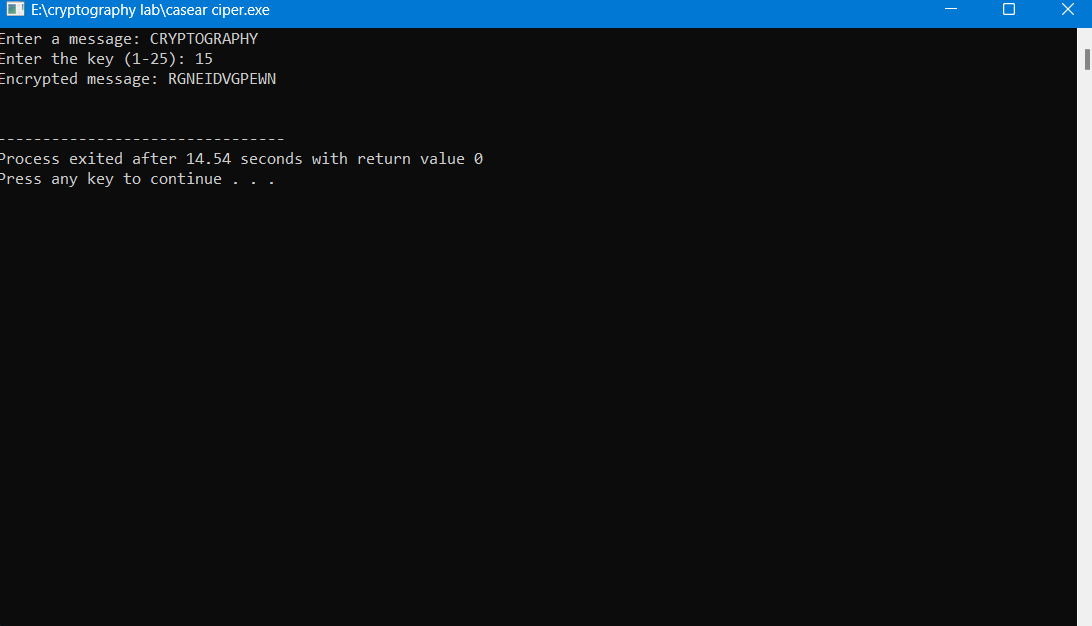 E:\cryptography lab\casear ciper.exe
Enter a message: CRYPTOGRAPHY
Enter the key (1-25): 15
Encrypted message: RGNEIDVGPEWN
--------------------------------
Process exited after 14.54 seconds with return value 0
Press any key to continue . . .